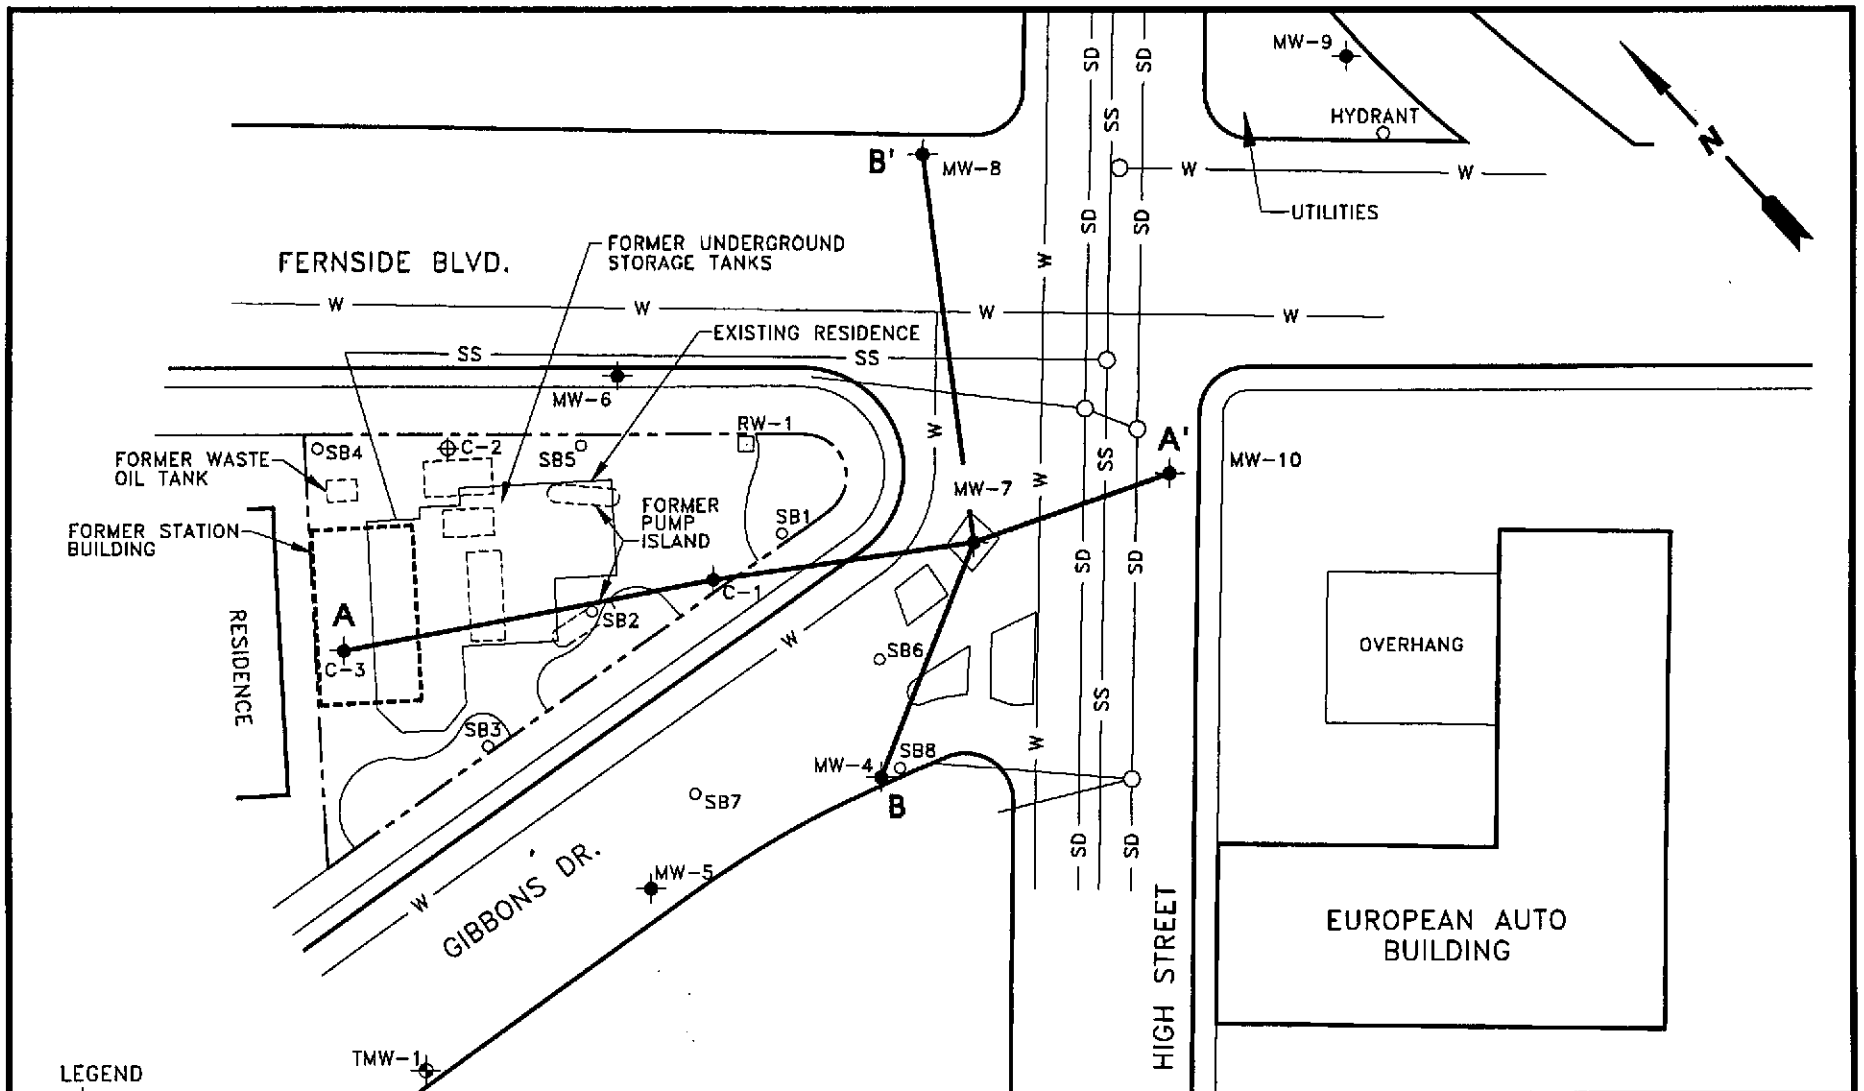 MW-9
SD
SD
SS
HYDRANT
B'
MW-8
W
W
UTILITIES
N
SD
SD
FORMER UNDERGROUND
STORAGE TANKS
FERNSIDE BLVD.
W
W
W
W
W
EXISTING RESIDENCE
SS
SS
MW-6
RW-1
W
A'
SB4
C-2
SB5
SS
MW-10
FORMER WASTE
OIL TANK
W
MW-7
FORMER
PUMP
ISLAND
SB1
FORMER STATION
BUILDING
SD
SD
C-1
A
SB2
W
RESIDENCE
C-3
SB6
OVERHANG
SS
SB3
W
SB8
MW-4
B
SB7
SD
SD
MW-5
W
GIBBONS DR.
HIGH STREET
EUROPEAN AUTO
BUILDING
TMW-1
LEGEND